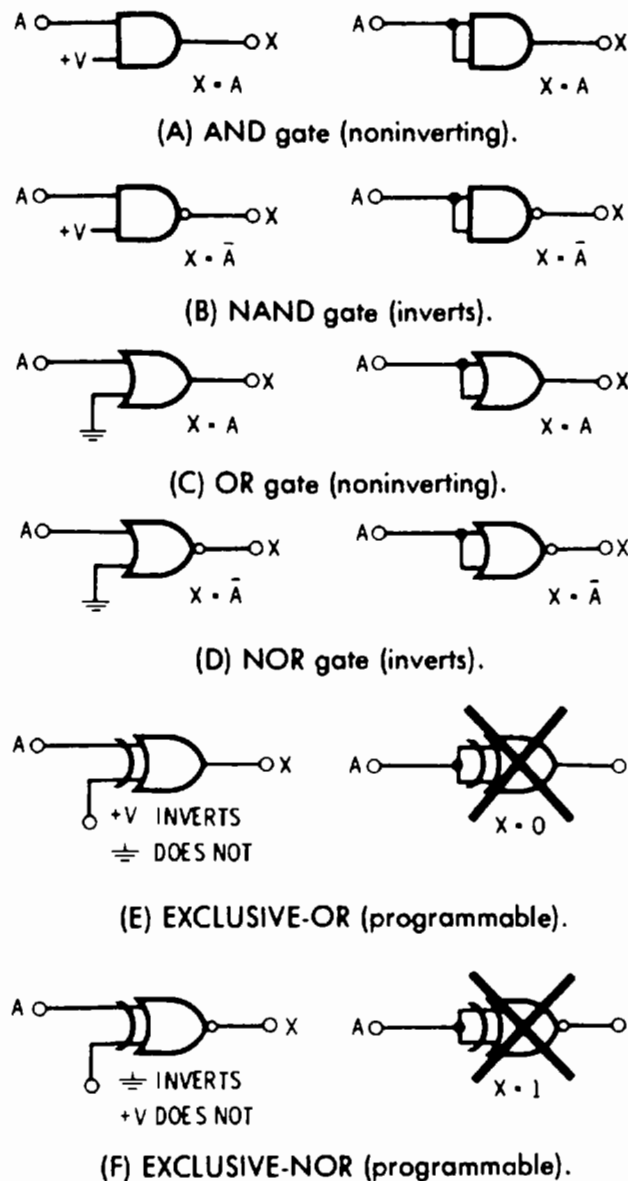 A X A X
+V
X = A X = A
(A) AND gate (noninverting).
A X A X
+V
X = Ā X = Ā
(B) NAND gate (inverts).
A X A X
X = A X = A
(C) OR gate (noninverting).
A X A X
X = Ā X = Ā
(D) NOR gate (inverts).
A X A
+V INVERTS
X = 0
DOES NOT
(E) EXCLUSIVE-OR (programmable).
A X A
INVERTS
X = 1
+V DOES NOT
(F) EXCLUSIVE-NOR (programmable).